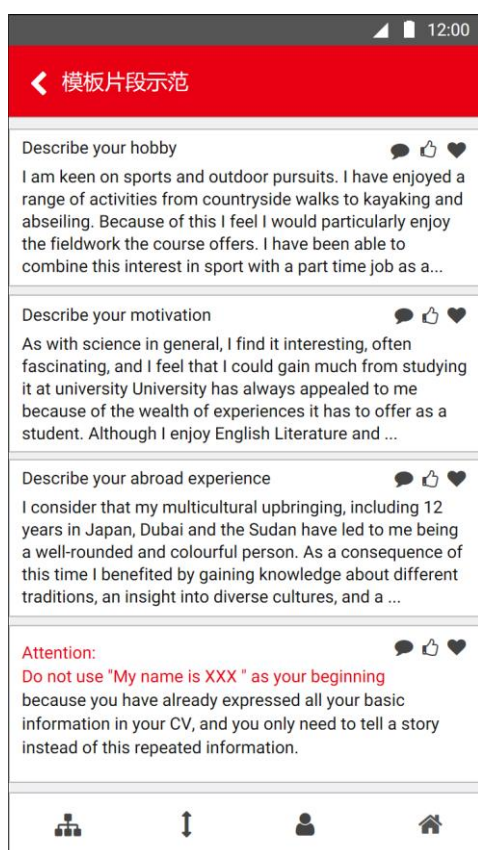 12:00
模板片段示范
Describe your hobby
I am keen on sports and outdoor pursuits. I have enjoyed a
range of activities from countryside walks to kayaking and
abseiling. Because of this I feel I would particularly enjoy
the fieldwork the course offers. I have been able to
combine this interest in sport with a part time job as a...
Describe your motivation
As with science in general, I find it interesting, often
fascinating, and I feel that I could gain much from studying
it at university University has always appealed to me
because of the wealth of experiences it has to offer as a
student. Although I enjoy English Literature and ...
Describe your abroad experience
I consider that my multicultural upbringing, including 12
years in Japan, Dubai and the Sudan have led to me being
a well-rounded and colourful person. As a consequence of
this time I benefited by gaining knowledge about different
traditions, an insight into diverse cultures, and a ...
Attention:
Do not use "My name is XXX " as your beginning
because you have already expressed all your basic
information in your CV, and you only need to tell a story
instead of this repeated information.